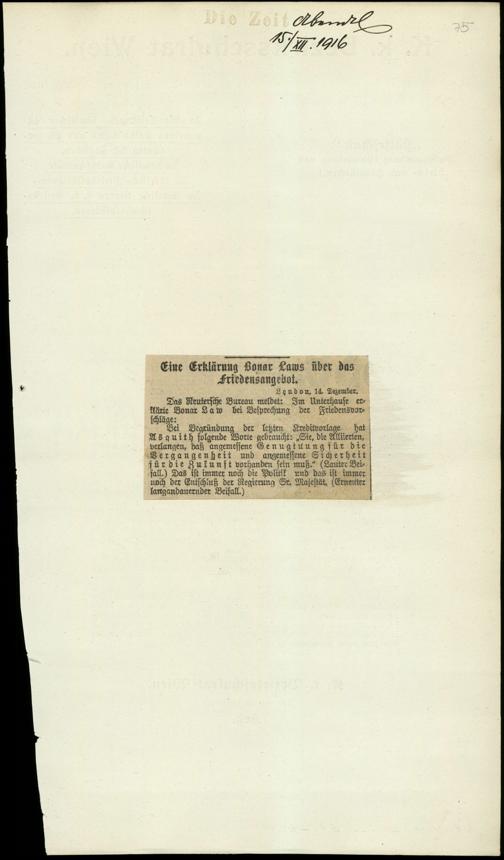 Die Zeit
Abendbl
15./XII. 1916
75
Eine Erklärung Bonar Laws über das
Friedensangebot.
London, 14. Dezember.
Das Reutersche Bureau meldet: Im Unterhause er-
klärte Bonar Law bei Besprechung der Friedensvor-
schläge:
Bei Begründung der letzten Kreditvorlage hat
Asquith folgende Worte gebraucht: „Sie, die Alliierten,
verlangen, daß angemessene Genugtuung für die
Vergangenheit und angemessene Sicherheit
für die Zukunft vorhanden sein muß.“ (Lauter Bei-
fall.) Das ist immer noch die Politik und das ist immer
noch der Entschluß der Regierung Sr. Majestät. (Erneuter
langandauernder Beifall.)